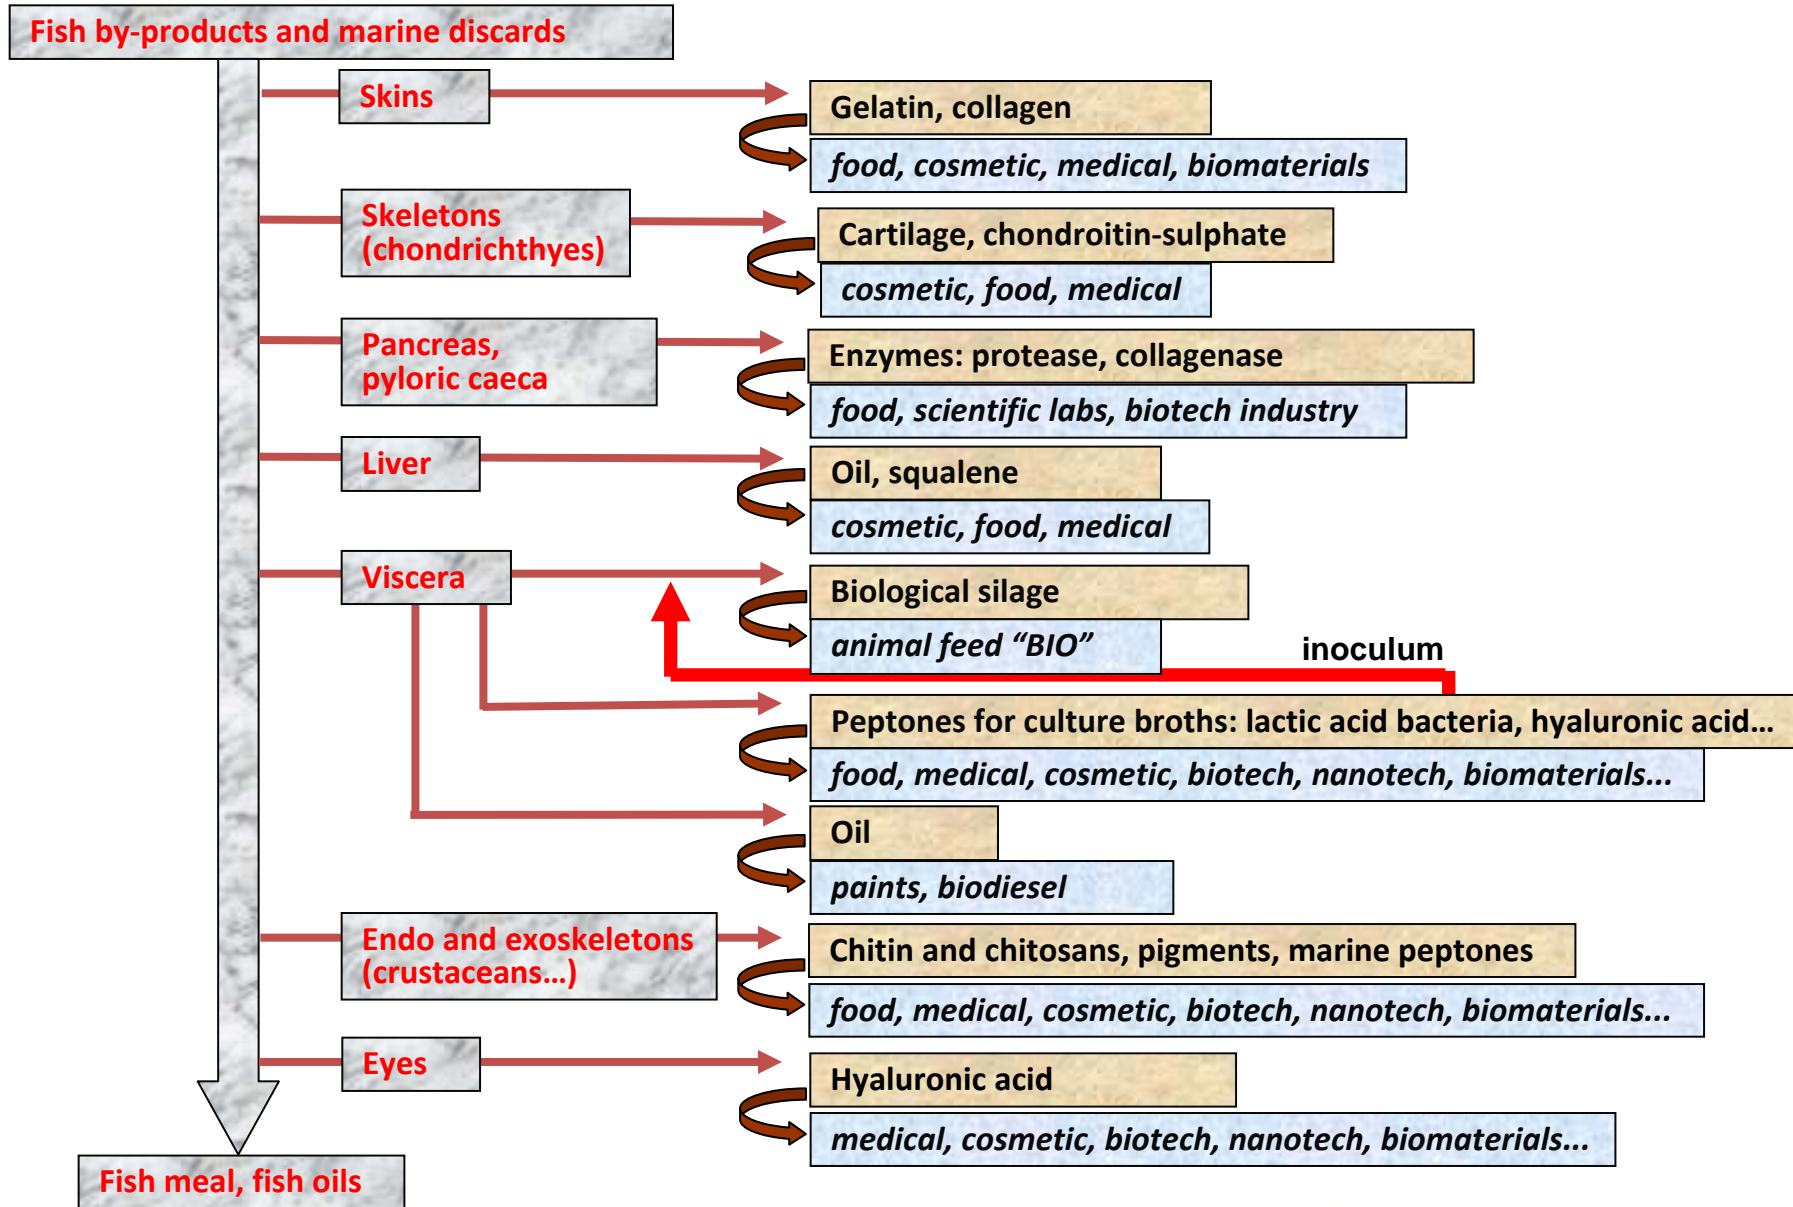 Fish by-products and marine discards
Skins
Gelatin, collagen
food, cosmetic, medical, biomaterials
Skeletons
(chondrichthyes)
Cartilage, chondroitin-sulphate
cosmetic, food, medical
Pancreas,
pyloric caeca
Enzymes: protease, collagenase
food, scientific labs, biotech industry
Liver
Oil, squalene
cosmetic, food, medical
Viscera
Biological silage
animal feed “BIO”
inoculum
Peptones for culture broths: lactic acid bacteria, hyaluronic acid…
food, medical, cosmetic, biotech, nanotech, biomaterials...
Oil
paints, biodiesel
Endo and exoskeletons
(crustaceans…)
Chitin and chitosans, pigments, marine peptones
food, medical, cosmetic, biotech, nanotech, biomaterials...
Eyes
Hyaluronic acid
medical, cosmetic, biotech, nanotech, biomaterials...
Fish meal, fish oils